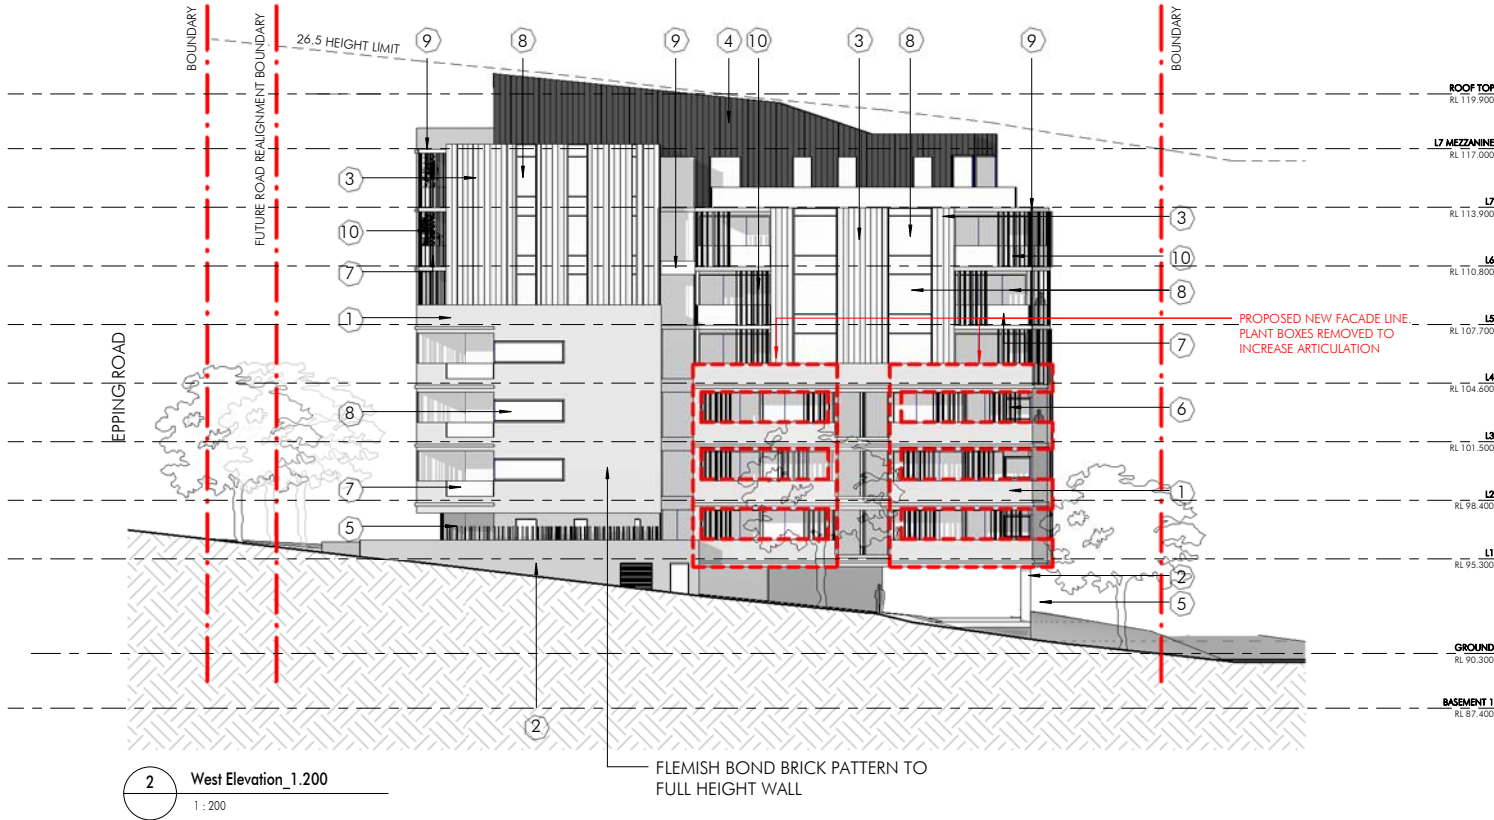 BOUNDARY
FUTURE ROAD REALIGNMENT BOUNDARY
26.5 HEIGHT LIMIT
9
8
9
4
10
3
8
9
BOUNDARY
ROOF TOP
RL 119.900
L7 MEZZANINE
RL 117.000
3
L7
RL 113.900
3
10
10
7
L6
RL 110.800
8
1
PROPOSED NEW FACADE LINE.
PLANT BOXES REMOVED TO
INCREASE ARTICULATION
L5
RL 107.700
7
EPPING ROAD
L4
RL 104.600
8
6
L3
RL 101.500
7
1
L2
RL 98.400
5
L1
RL 95.300
2
5
GROUND
RL 90.300
BASEMENT 1
RL 87.400
2
FLEMISH BOND BRICK PATTERN TO
FULL HEIGHT WALL
2
West Elevation_1.200
1 : 200